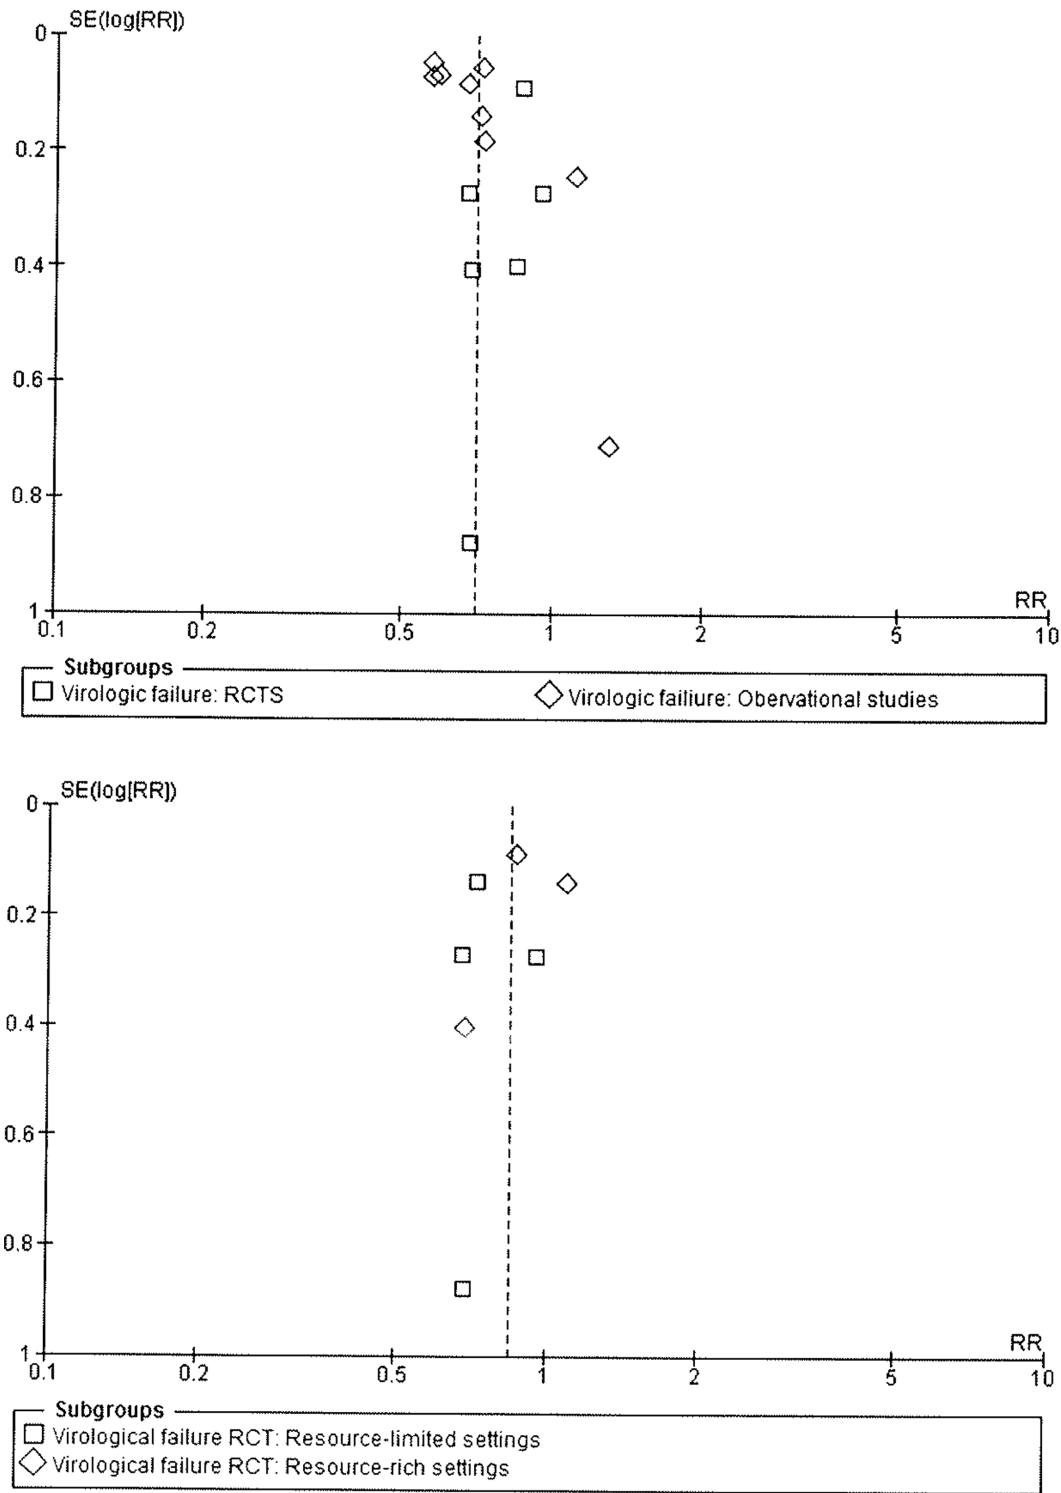 SE(log[RR])
0
0.2
0.4
0.6
0.8
1
RR
0.1 0.2 0.5 1 2 5 10
Subgroups
Virologic failure: RCTS Virologic failiure: Obervational studies
SE(log[RR])
0
0.2
0.4
0.6
0.8
1
RR
0.1 0.2 0.5 1 2 5 10
Subgroups
Virological failure RCT: Resource-limited settings
Virological failure RCT: Resource-rich settings